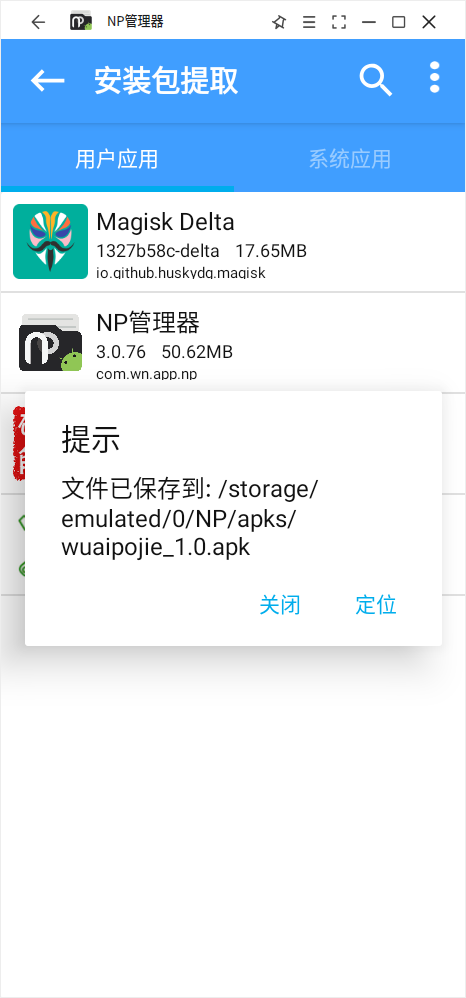 NP管理器
安装包提取
用户应用
系统应用
Magisk Delta
1327b58c-delta 17.65MB
io.github.huskydg.magisk
NP管理器
3.0.76 50.62MB
com.wn.app.np
提示
文件已保存到: /storage/
emulated/0/NP/apks/
wuaipojie_1.0.apk
关闭
定位